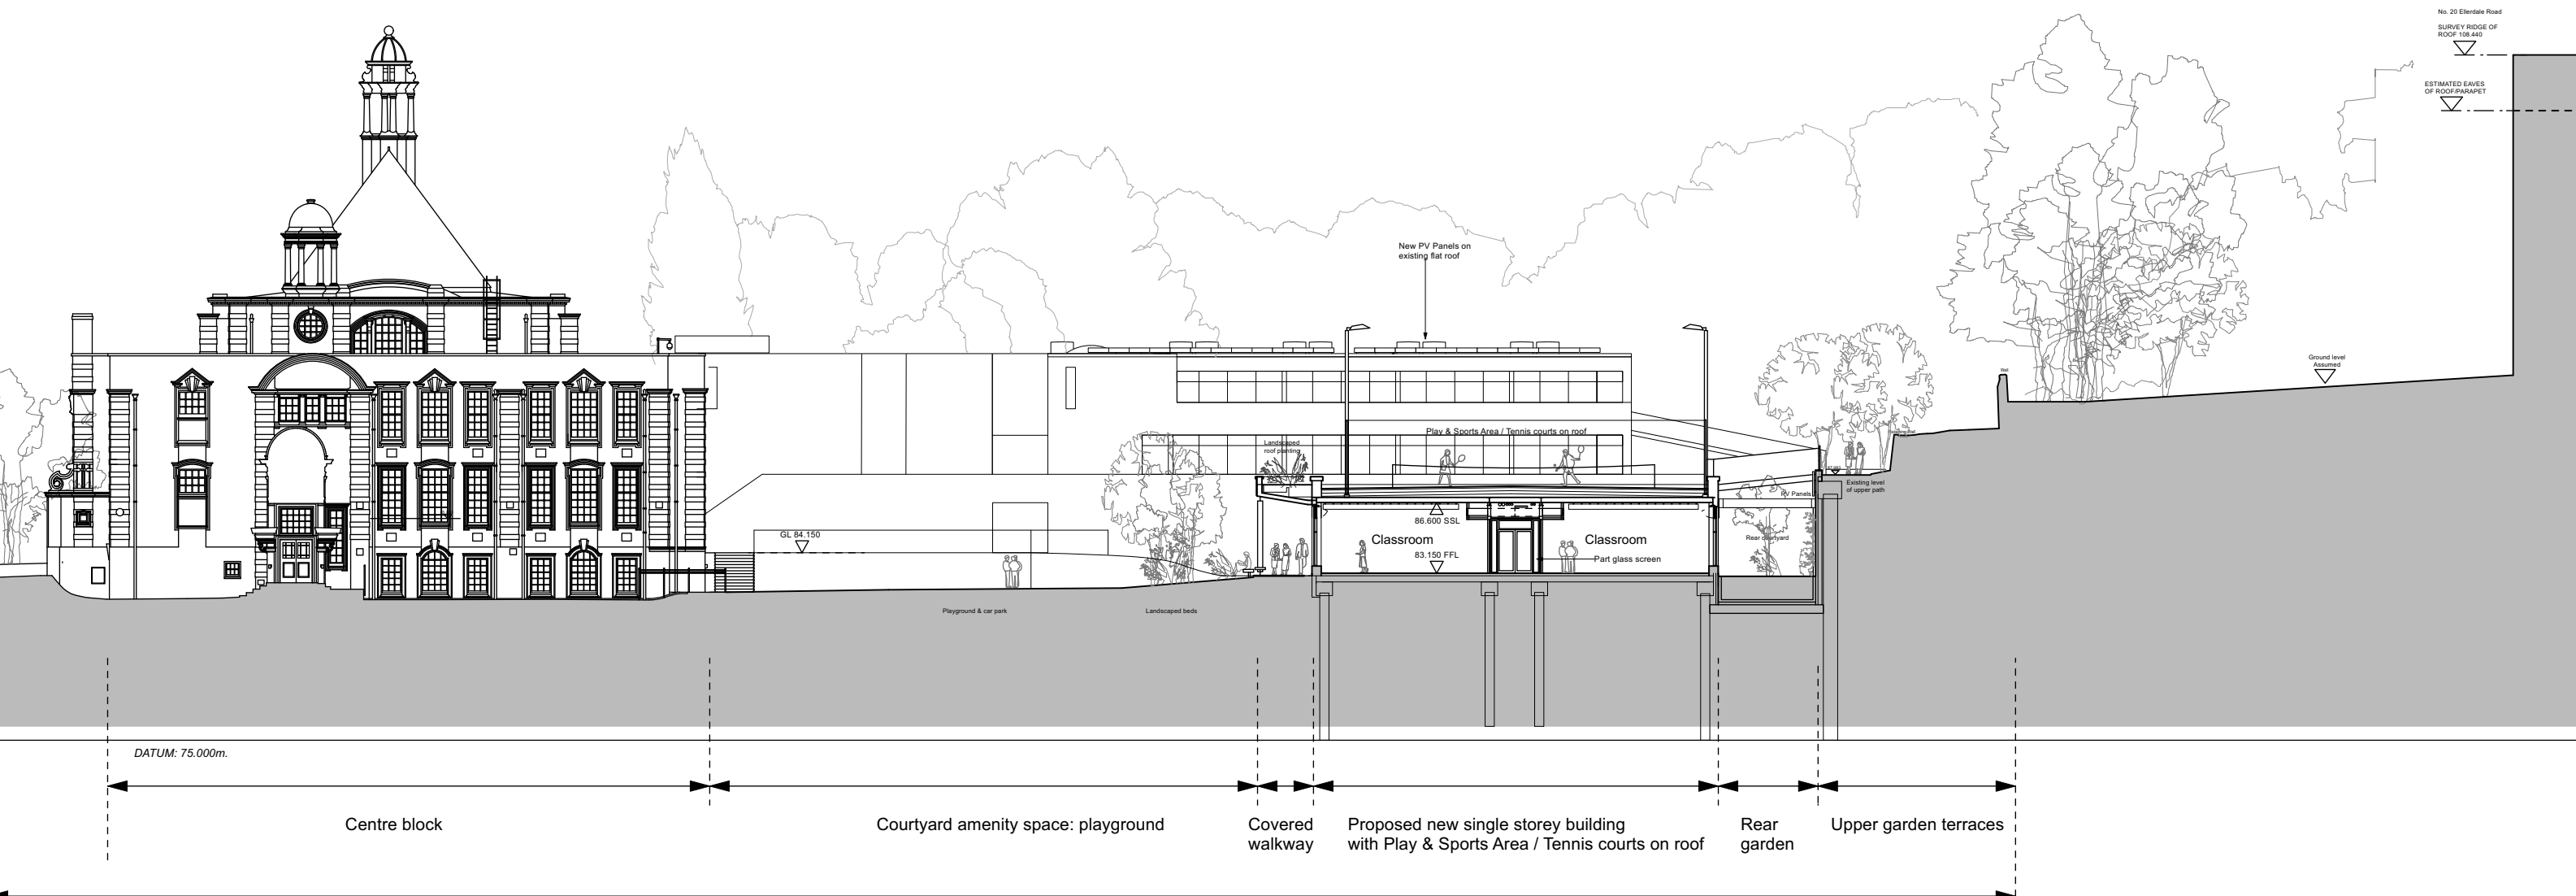 No. 20 Ellerdale Road
SURVEY RIDGE OF
ROOF 108.440
ESTIMATED EAVES
OF ROOF/PARAPET
New PV Panels on
existing flat roof
Ground level
Assumed
Wall
Play & Sports Area / Tennis courts on roof
Landscaped
roof planting
Existing level
of upper path
PV Panels
86.600 SSL
GL 84.150
Classroom
Classroom
Rear courtyard
83.150 FFL
Part glass screen
Playground & car park
Landscaped beds
DATUM: 75.000m.
Centre block
Courtyard amenity space: playground
Covered
walkway
Proposed new single storey building
with Play & Sports Area / Tennis courts on roof
Rear
garden
Upper garden terraces